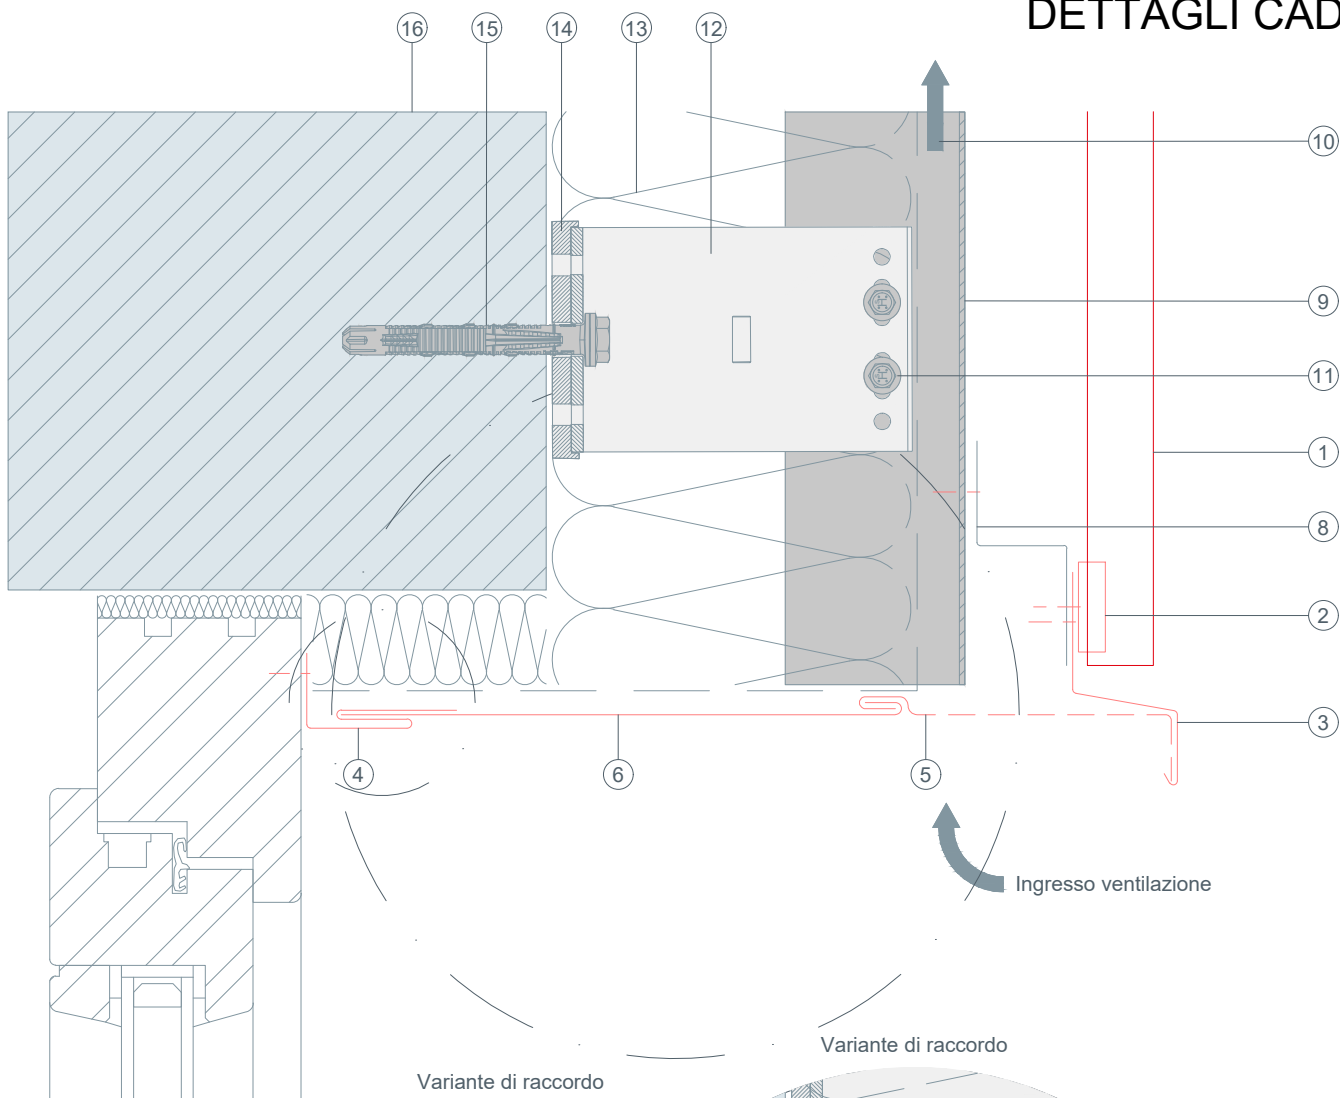 DETTAGLI CAD
16 15 14 13 12
10
9
11
1
8
2
3
4 6 5
Ingresso ventilazione
Variante di raccordo
Variante di raccordo